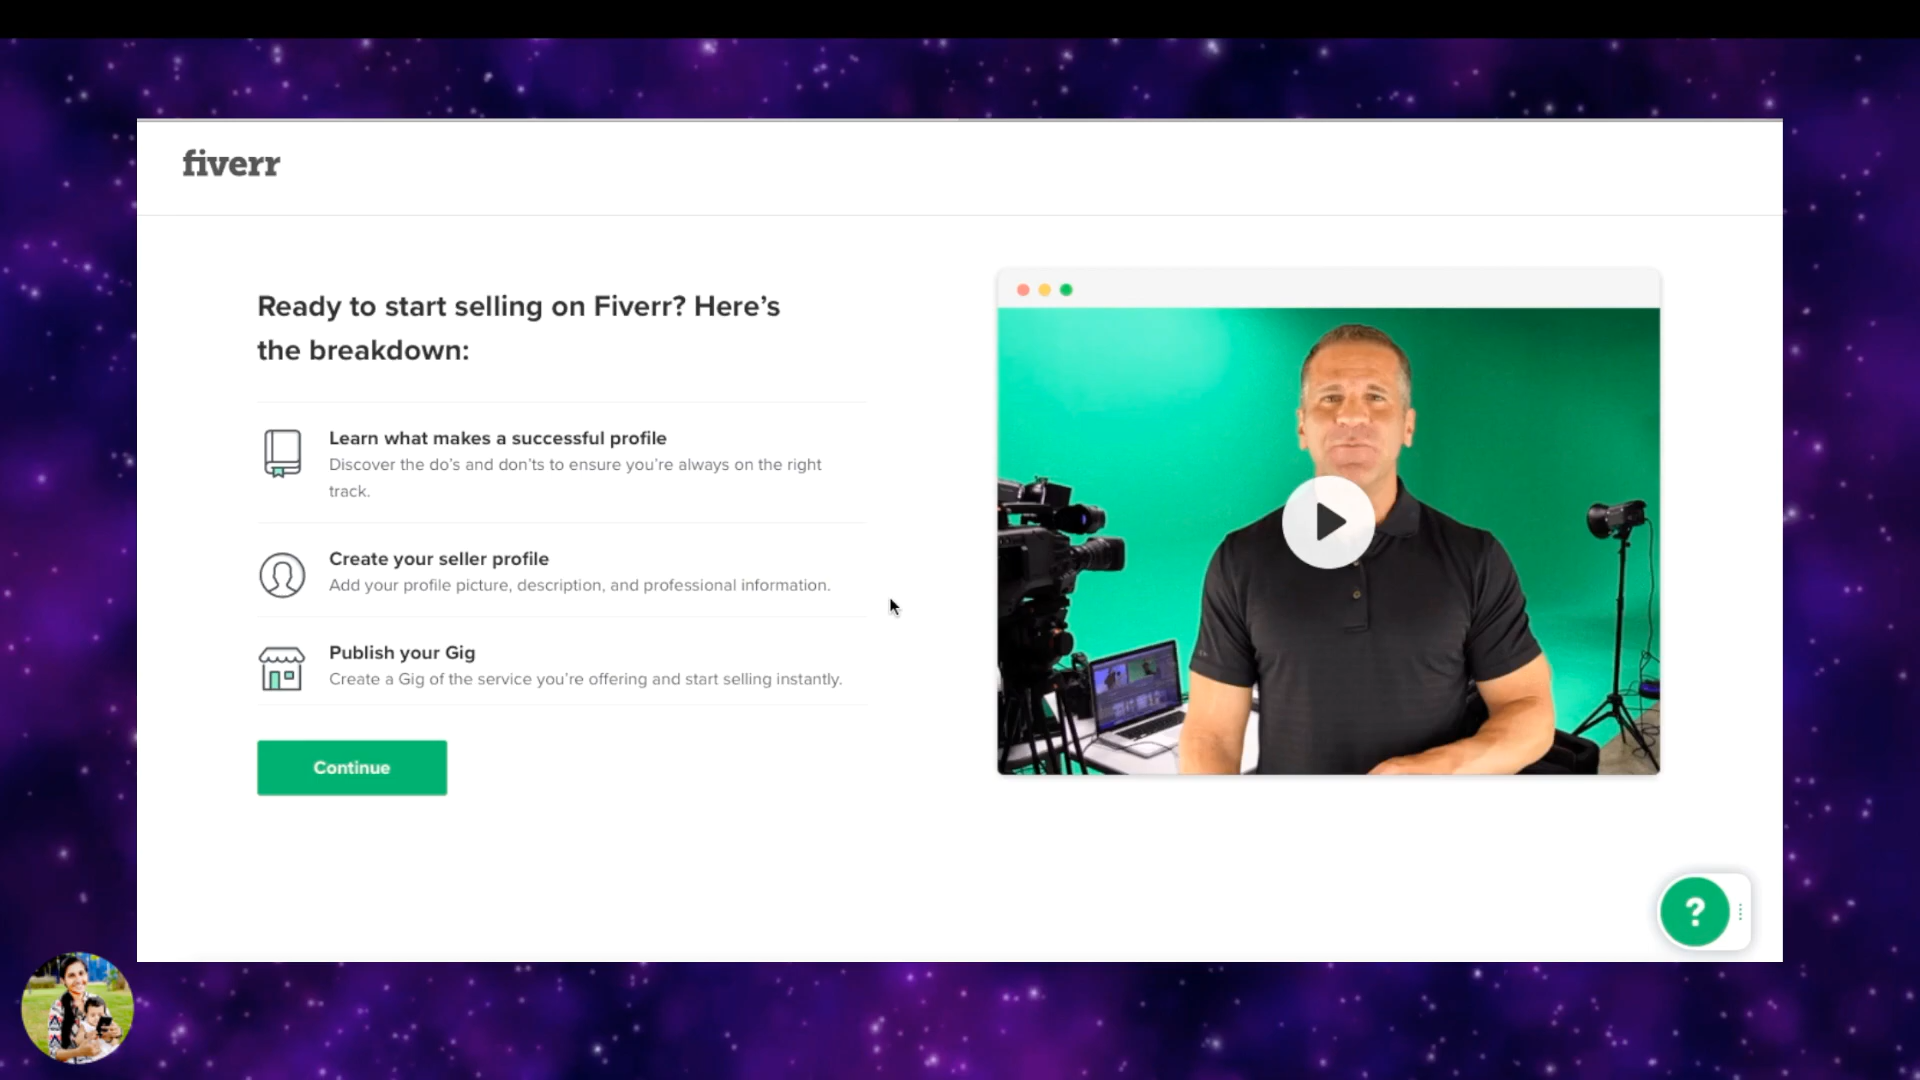 fiverr
Ready to start selling on Fiverr? Here’s
the breakdown:
Learn what makes a successful profile
Discover the do’s and don’ts to ensure you’re always on the right
track.
Create your seller profile
Add your profile picture, description, and professional information.
Publish your Gig
Create a Gig of the service you’re offering and start selling instantly.
Continue
?